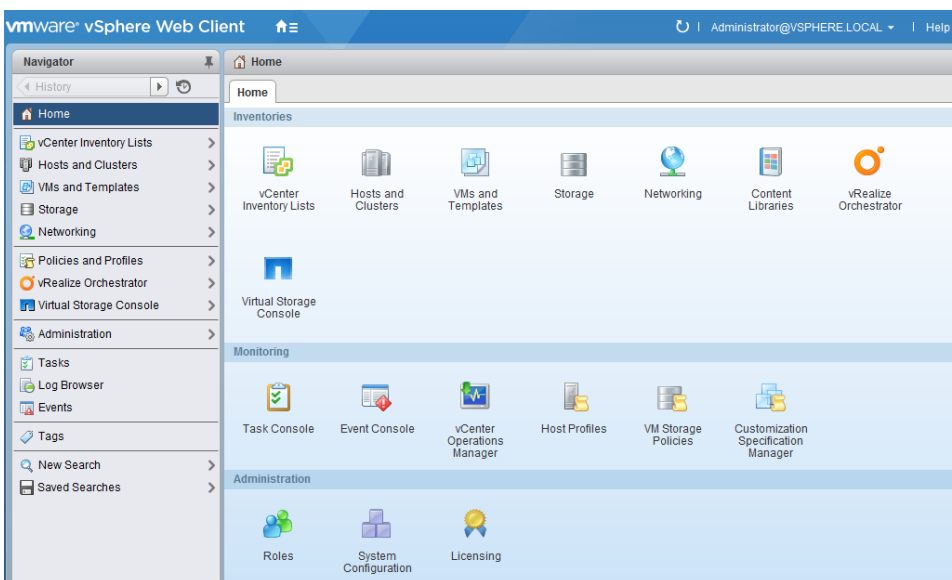 vmware® vSphere Web Client
Administrator@VSPHERE.LOCAL
Help
Navigator
History
Home
vCenter Inventory Lists
Hosts and Clusters
VMs and Templates
Storage
Networking
Policies and Profiles
vRealize Orchestrator
Virtual Storage Console
Administration
Tasks
Log Browser
Events
Tags
New Search
Saved Searches
Home
Home
Inventories
vCenter
Inventory Lists
Hosts and
Clusters
VMs and
Templates
Storage
Networking
Content
Libraries
vRealize
Orchestrator
Virtual Storage
Console
Monitoring
Task Console
Event Console
vCenter
Operations
Manager
Host Profiles
VM Storage
Policies
Customization
Specification
Manager
Administration
Roles
System
Configuration
Licensing